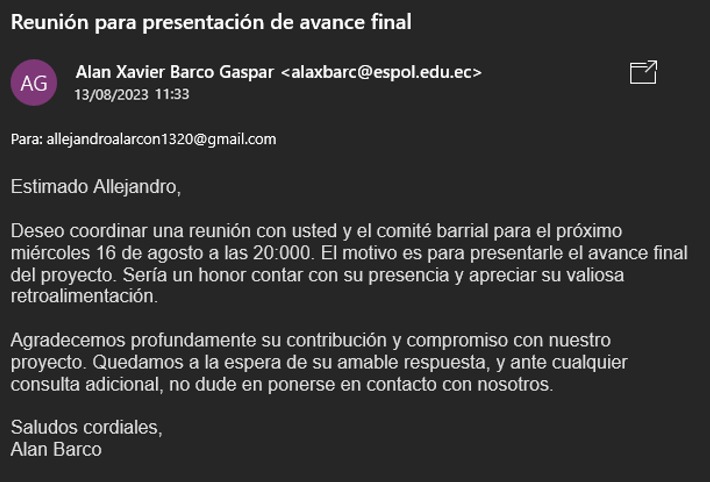 Reunión para presentación de avance final
AG
Alan Xavier Barco Gaspar <alaxbarc@espol.edu.ec>
13/08/2023 11:33
Para: allejandroalarcon1320@gmail.com
Estimado Allejandro,
Deseo coordinar una reunión con usted y el comité barrial para el próximo
miércoles 16 de agosto a las 20:000. El motivo es para presentarle el avance final
del proyecto. Sería un honor contar con su presencia y apreciar su valiosa
retroalimentación.
Agradecemos profundamente su contribución y compromiso con nuestro
proyecto. Quedamos a la espera de su amable respuesta, y ante cualquier
consulta adicional, no dude en ponerse en contacto con nosotros.
Saludos cordiales,
Alan Barco